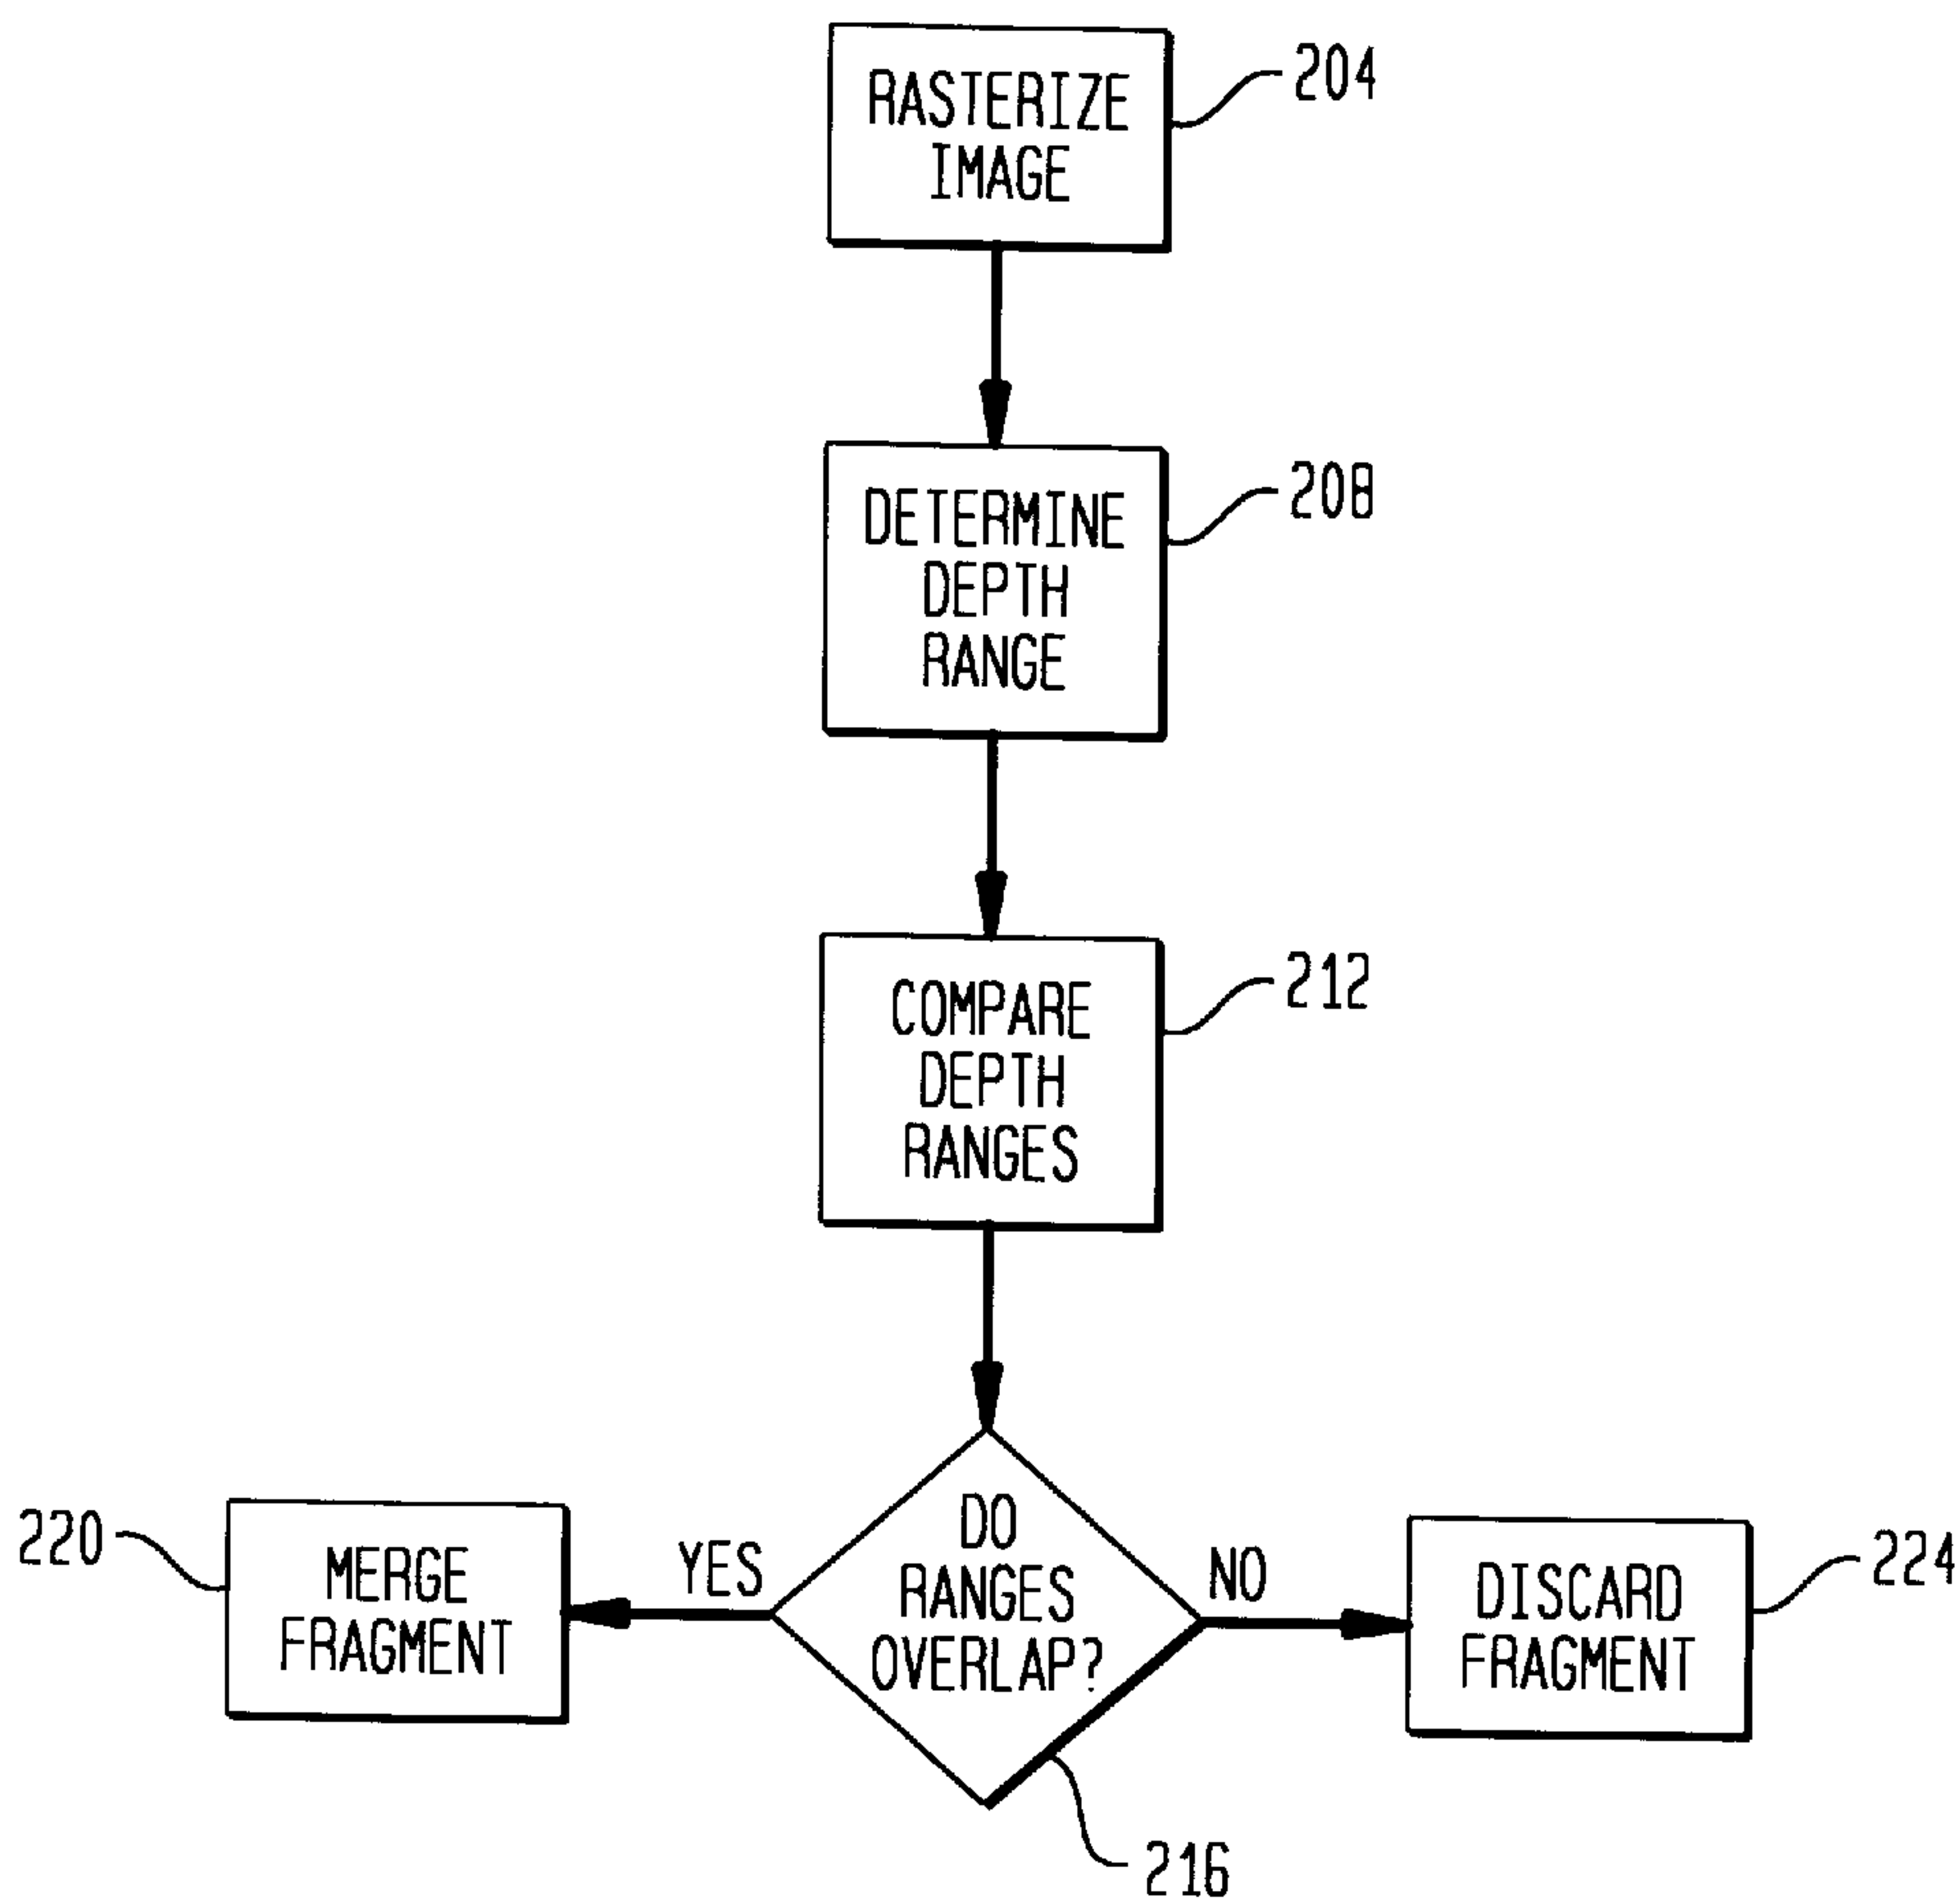 RASTERIZE
IMAGE
204
DETERMINE
DEPTH
RANGE
208
COMPARE
DEPTH
RANGES
212
DO
RANGES
OVERLAP?
216
YES
MERGE
FRAGMENT
220
NO
DISCARD
FRAGMENT
224